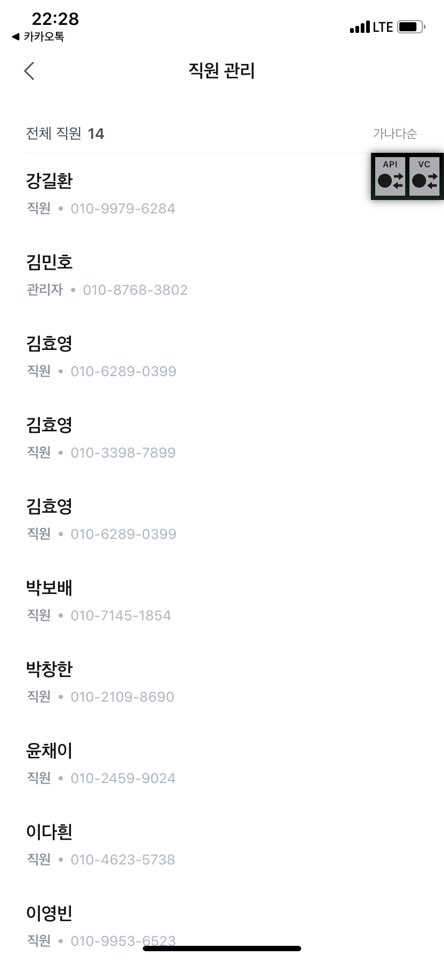 22:28
LTE
◀ 카카오톡
직원 관리
전체 직원 14
가나다순
API VC
강길환
직원 • 010-9979-6284
김민호
관리자 • 010-8768-3802
김효영
직원 • 010-6289-0399
김효영
직원 • 010-3398-7899
김효영
직원 • 010-6289-0399
박보배
직원 • 010-7145-1854
박창한
직원 • 010-2109-8690
윤채이
직원 • 010-2459-9024
이다흰
직원 • 010-4623-5738
이영빈
직원 • 010-9953-6523